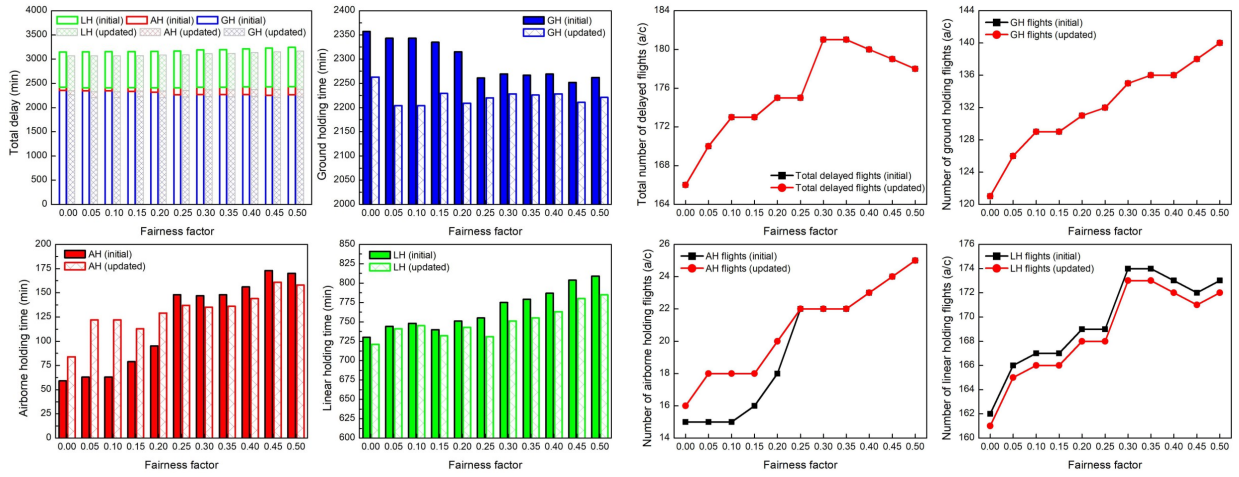 LH (initial) AH (initial) GH (initial)
LH (updated) AH (updated) GH (updated)
Total delay (min)
4000
3500
3000
2500
2000
1500
1000
500
0
0.00 0.05 0.10 0.15 0.20 0.25 0.30 0.35 0.40 0.45 0.50
Fairness factor
GH (initial)
GH (updated)
Ground holding time (min)
2400
2350
2300
2250
2200
2150
2100
2050
2000
0.00 0.05 0.10 0.15 0.20 0.25 0.30 0.35 0.40 0.45 0.50
Fairness factor
Total number of delayed flights (a/c)
184
180
176
172
168
164
Total delayed flights (initial)
Total delayed flights (updated)
0.00 0.05 0.10 0.15 0.20 0.25 0.30 0.35 0.40 0.45 0.50
Fairness factor
GH flights (initial)
GH flights (updated)
Number of ground holding flights (a/c)
144
140
136
132
128
124
120
0.00 0.05 0.10 0.15 0.20 0.25 0.30 0.35 0.40 0.45 0.50
Fairness factor
AH (initial)
AH (updated)
Airborne holding time (min)
200
175
150
125
100
75
50
25
0
0.00 0.05 0.10 0.15 0.20 0.25 0.30 0.35 0.40 0.45 0.50
Fairness factor
LH (initial)
LH (updated)
Linear holding time (min)
850
825
800
775
750
725
700
675
650
625
600
0.00 0.05 0.10 0.15 0.20 0.25 0.30 0.35 0.40 0.45 0.50
Fairness factor
AH flights (initial)
AH flights (updated)
Number of airborne holding flights (a/c)
26
24
22
20
18
16
14
0.00 0.05 0.10 0.15 0.20 0.25 0.30 0.35 0.40 0.45 0.50
Fairness factor
LH flights (initial)
LH flights (updated)
Number of linear holding flights (a/c)
176
174
172
170
168
166
164
162
160
0.00 0.05 0.10 0.15 0.20 0.25 0.30 0.35 0.40 0.45 0.50
Fairness factor